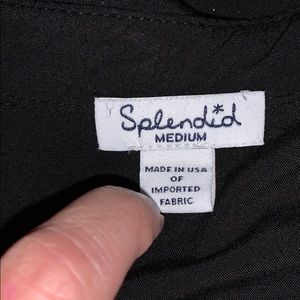 Splendid
MEDIUM
MADE IN USA
OF
IMPORTED
FABRIC